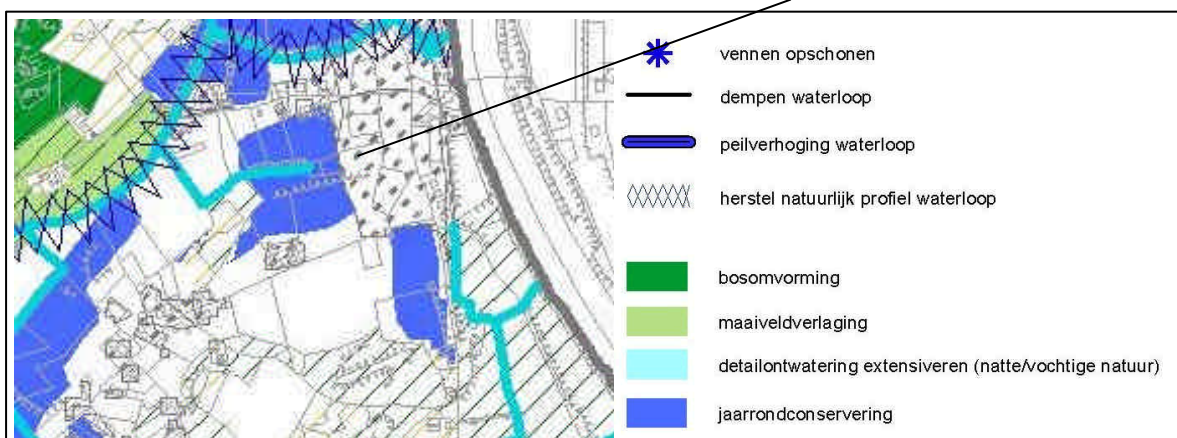 vennen opschonen
dempen waterloop
peilverhoging waterloop
herstel natuurlijk profiel waterloop
bosomvorming
maaiveldverlaging
detailontwatering extensiveren (natte/vochtige natuur)
jaarrondconservering